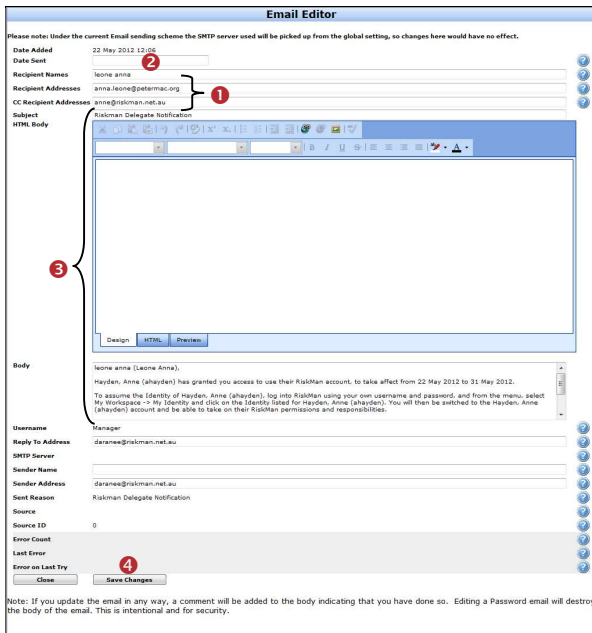 Email Editor
Please note: Under the current Email sending scheme the SMTP server used will be picked up from the global setting, so changes here would have no effect.
Date Added 22 May 2012 12:06
Date Sent 2
Recipient Names leone anna
Recipient Addresses anna.leone@petermac.org 1
CC Recipient Addresses anne@riskman.net.au
Subject Riskman Delegate Notification
HTML Body
B I U S A
3
Design HTML Preview
Body leone anna (Leone Anna),
Hayden, Anne (ahayden) has granted you access to use their RiskMan account, to take affect from 22 May 2012 to 31 May 2012.
To assume the Identity of Hayden, Anne (ahayden), log into RiskMan using your own username and password, and from the menu, select
My Workspace -> My Identity and click on the Identity listed for Hayden, Anne (ahayden). You will then be switched to the Hayden, Anne
(ahayden) account and be able to take on their RiskMan permissions and responsibilities.
Username Manager
Reply To Address daranee@riskman.net.au
SMTP Server
Sender Name
Sender Address daranee@riskman.net.au
Sent Reason Riskman Delegate Notification
Source
Source ID 0
Error Count
Last Error
Error on Last Try 4
Close Save Changes
Note: If you update the email in any way, a comment will be added to the body indicating that you have done so. Editing a Password email will destroy
the body of the email. This is intentional and for security.